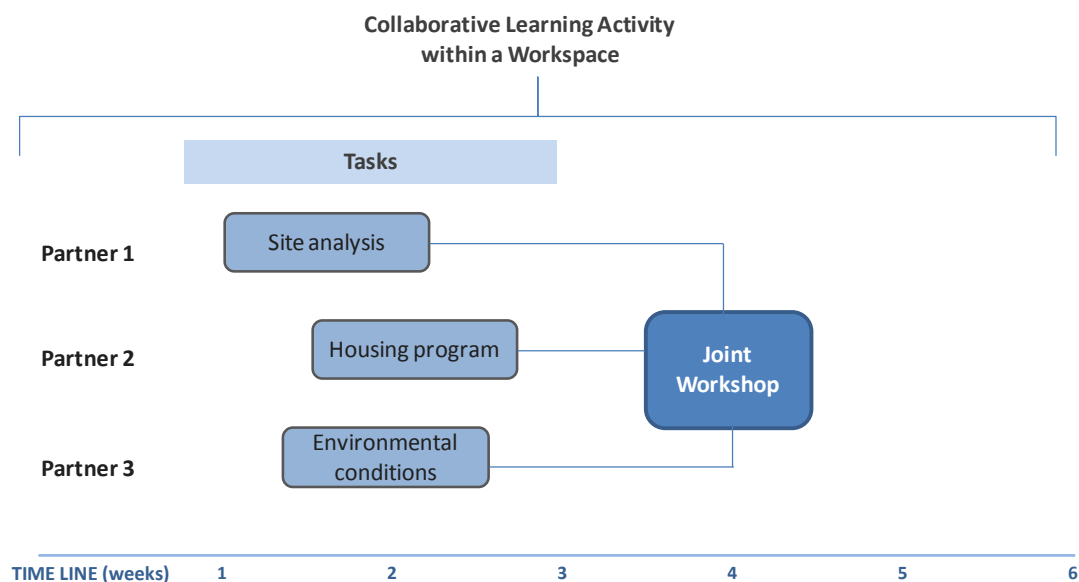 Collaborative Learning Activity
within a Workspace
Tasks
Partner 1
Site analysis
Partner 2
Housing program
Joint
Workshop
Partner 3
Environmental
conditions
TIME LINE (weeks) 1 2 3 4 5 6